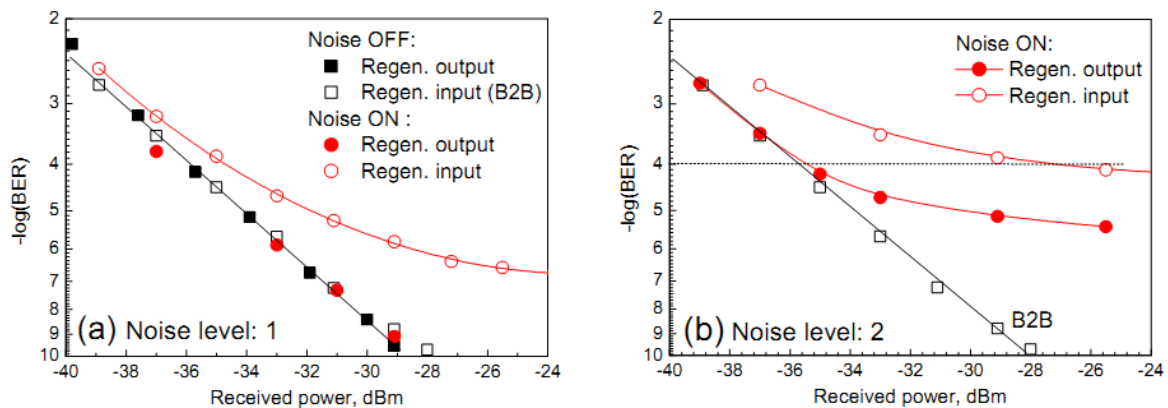 2
3
4
5
6
7
8
9
10
-log(BER)
Noise OFF:
Regen. output
Regen. input (B2B)
Noise ON :
Regen. output
Regen. input
(a) Noise level: 1
-40 -38 -36 -34 -32 -30 -28 -26 -24
Received power, dBm
2
3
4
5
6
7
8
9
10
-log(BER)
Noise ON:
Regen. output
Regen. input
B2B
(b) Noise level: 2
-40 -38 -36 -34 -32 -30 -28 -26 -24
Received power, dBm